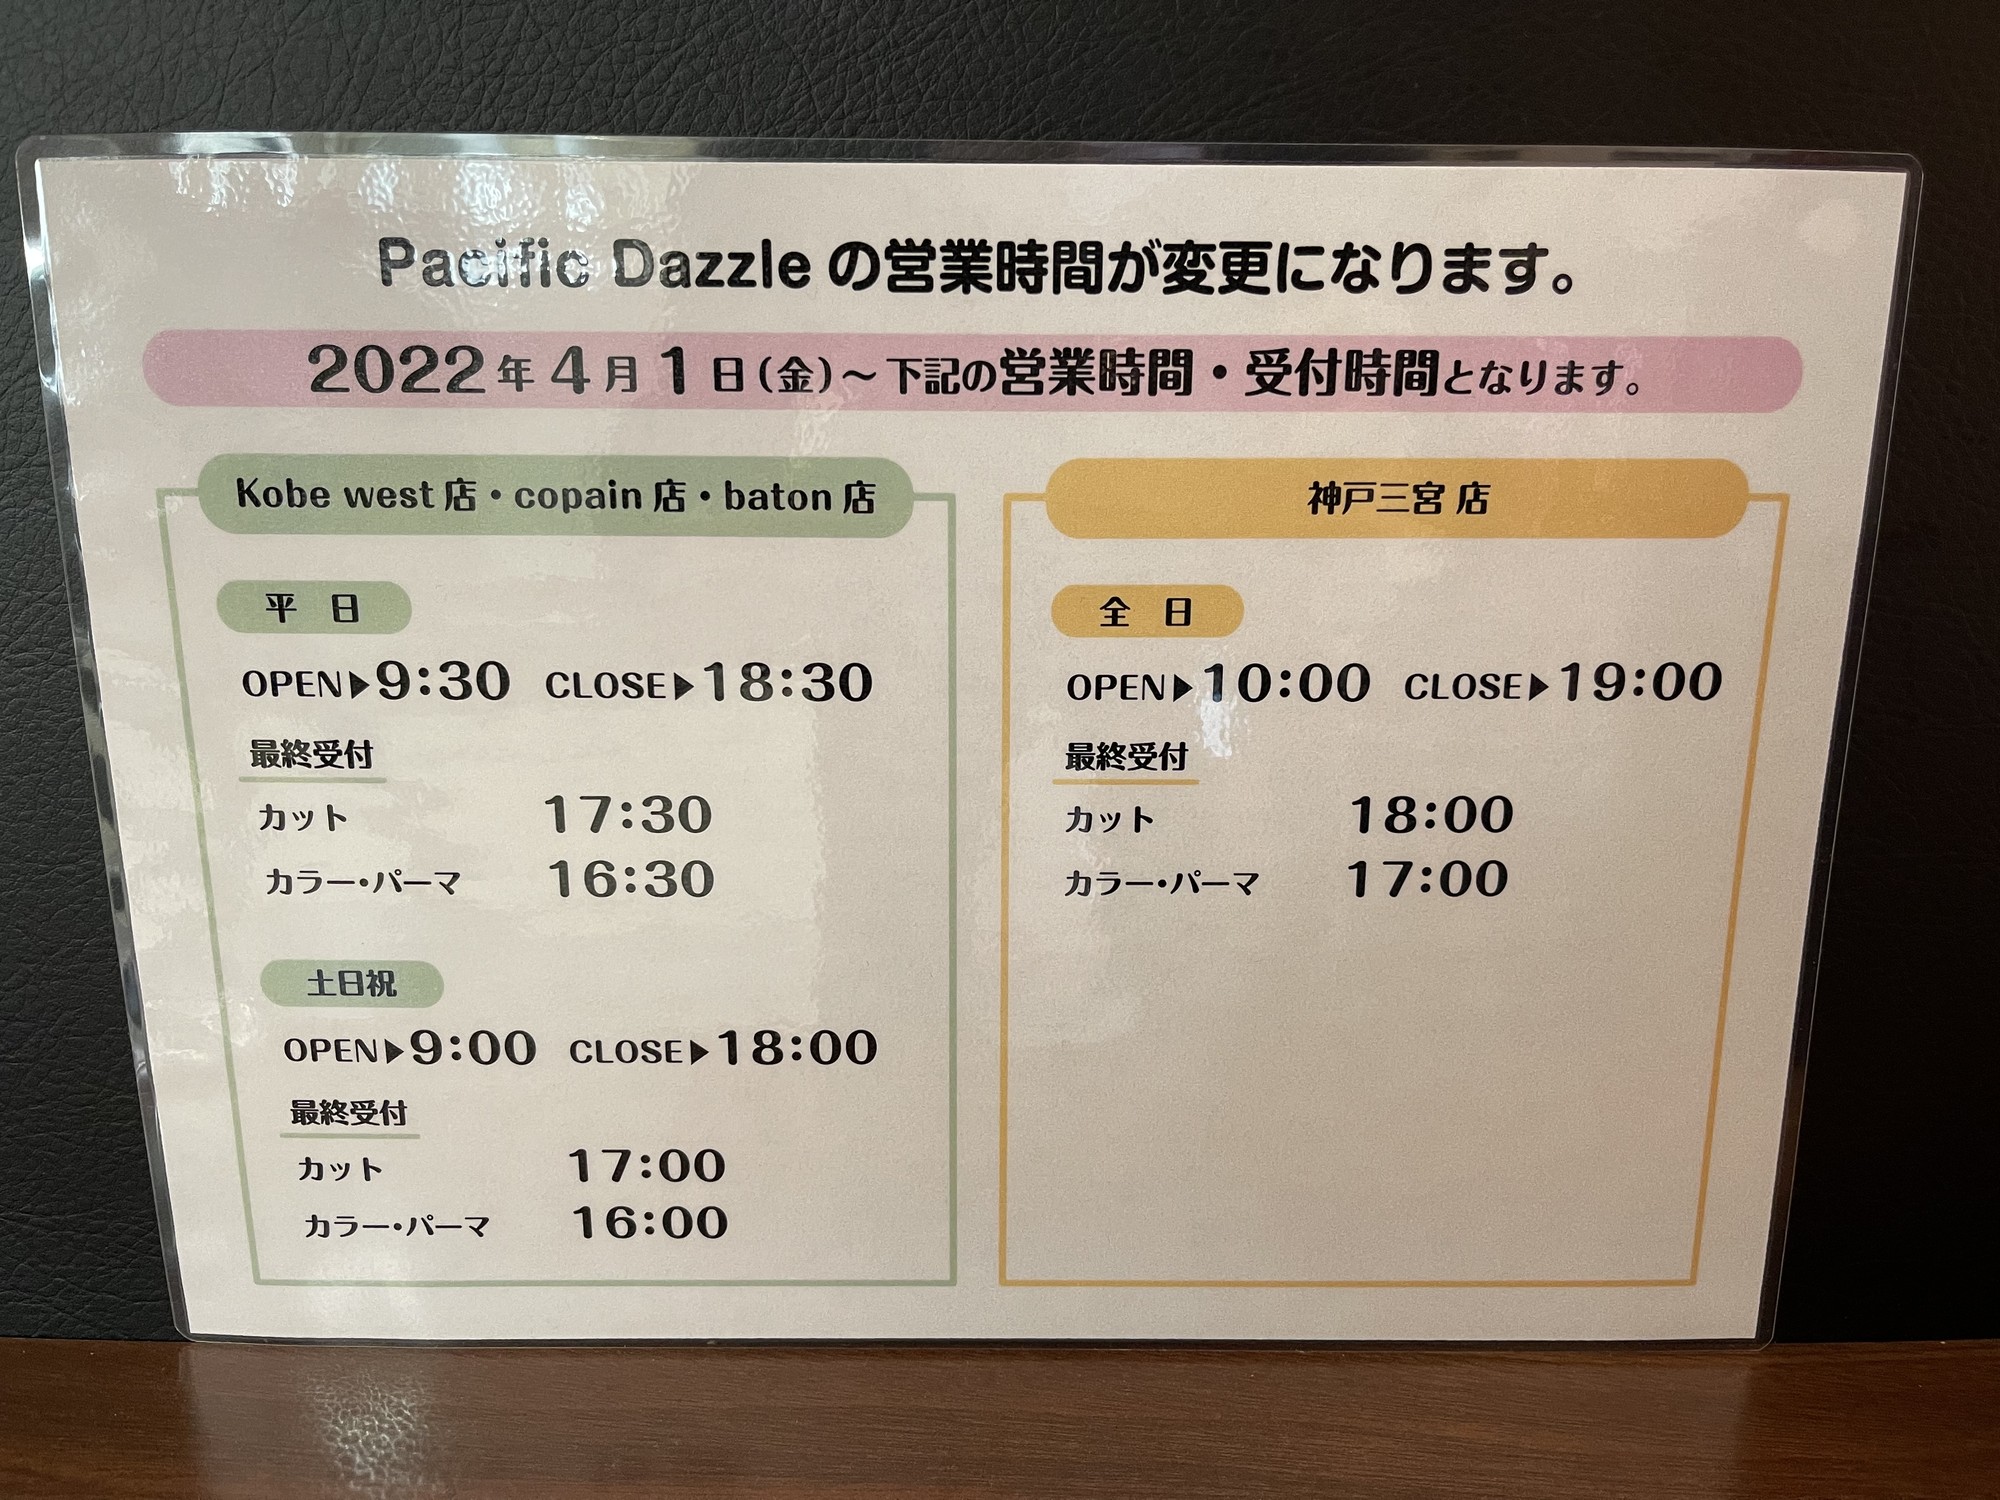 Pacific Dazzle の営業時間が変更になります。
2022年4月1日(金)～下記の営業時間・受付時間となります。
Kobe west 店・copain 店・baton 店
平 日
OPEN▶9:30 CLOSE▶18:30
最終受付
カット 17:30
カラー・パーマ 16:30
土日祝
OPEN▶9:00 CLOSE▶18:00
最終受付
カット 17:00
カラー・パーマ 16:00
神戸三宮 店
全 日
OPEN▶10:00 CLOSE▶19:00
最終受付
カット 18:00
カラー・パーマ 17:00